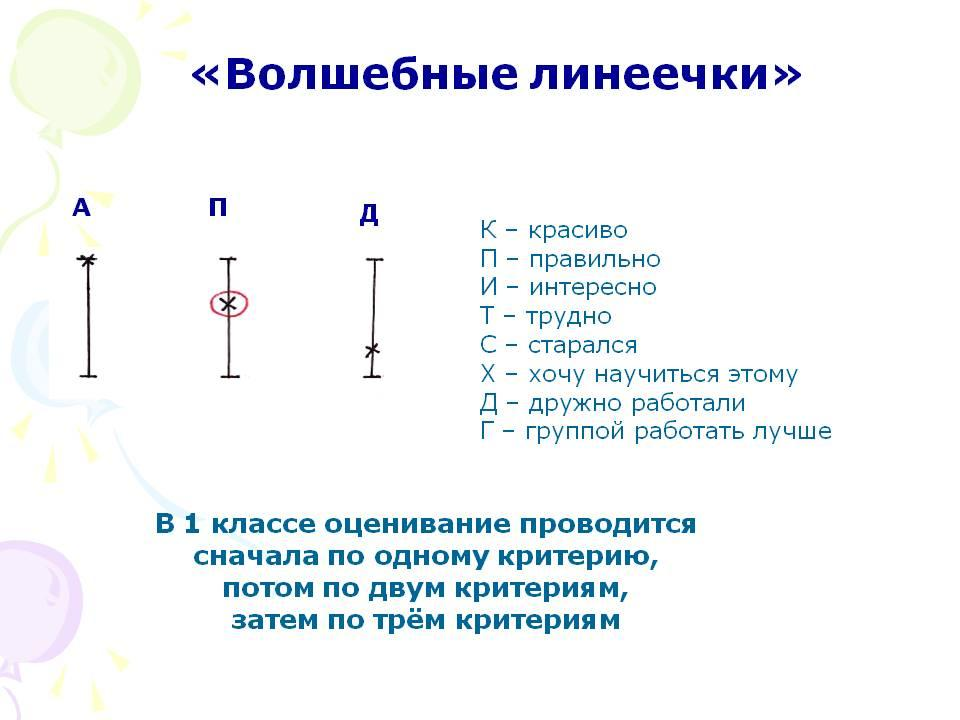 «Волшебные линеечки»
А П Д
К – красиво
П – правильно
И – интересно
Т – трудно
С – старался
Х – хочу научиться этому
Д – дружно работали
Г – группой работать лучше
В 1 классе оценивание проводится
сначала по одному критерию,
потом по двум критериям,
затем по трём критериям